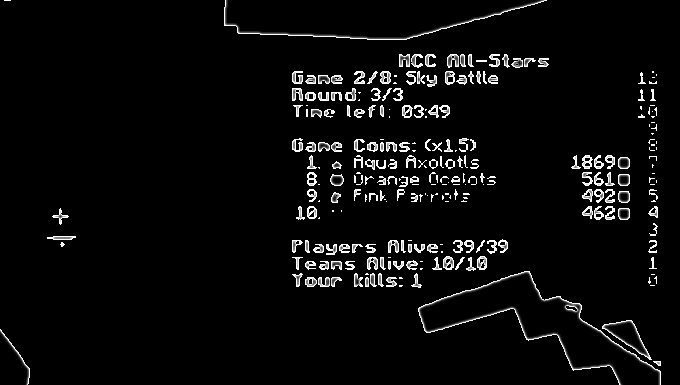 MCC All-Stars
Game 2/8: Sky Battle 12
Round: 3/3 11
Time left: 03:49 10
9
Game Coins: (x1.5) 8
1. Aqua Axolotls 1869 7
8. Orange Ocelots 561 6
9. Pink Parrots 492 5
10. 462 4
3
Players Alive: 39/39 2
Teams Alive: 10/10 1
Your kills: 1 0